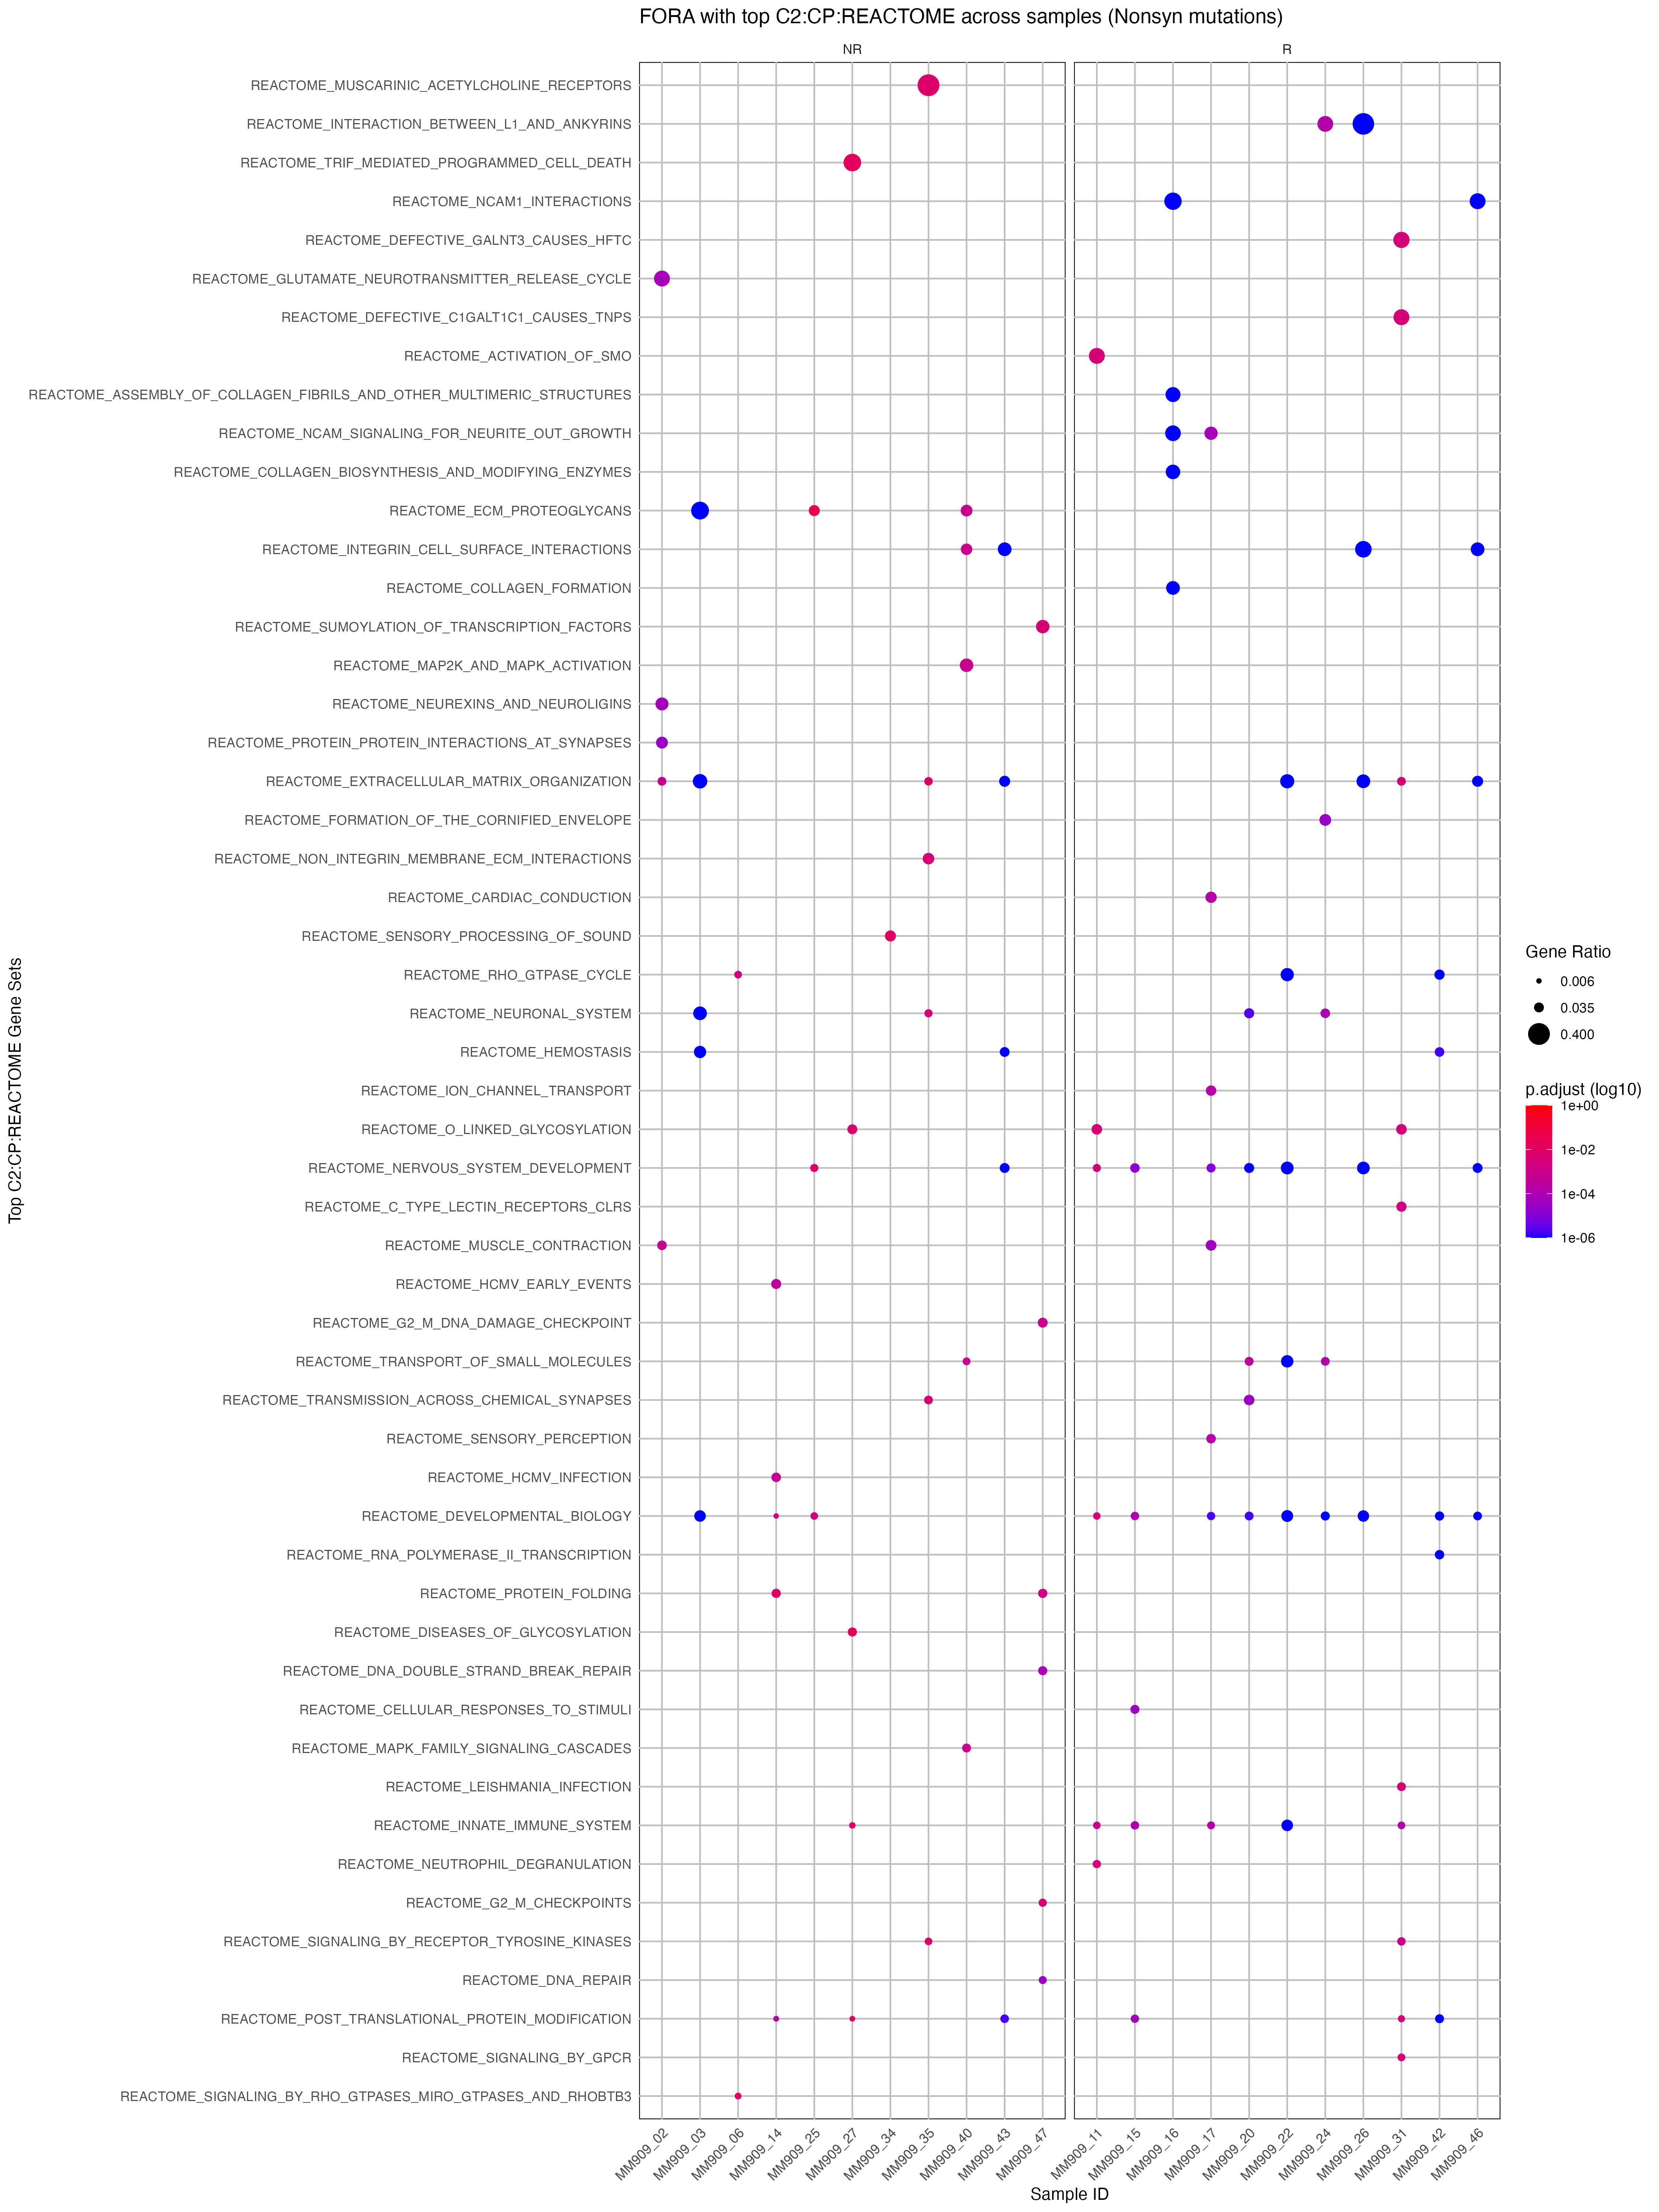 FORA with top C2:CP:REACTOME across samples (Nonsyn mutations)
NR
R
REACTOME_MUSCARINIC_ACETYLCHOLINE_RECEPTORS
REACTOME_INTERACTION_BETWEEN_L1_AND_ANKYRINS
REACTOME_TRIF_MEDIATED_PROGRAMMED_CELL_DEATH
REACTOME_NCAM1_INTERACTIONS
REACTOME_DEFECTIVE_GALNT3_CAUSES_HFTC
REACTOME_GLUTAMATE_NEUROTRANSMITTER_RELEASE_CYCLE
REACTOME_DEFECTIVE_C1GALT1C1_CAUSES_TNPS
REACTOME_ACTIVATION_OF_SMO
REACTOME_ASSEMBLY_OF_COLLAGEN_FIBRILS_AND_OTHER_MULTIMERIC_STRUCTURES
REACTOME_NCAM_SIGNALING_FOR_NEURITE_OUT_GROWTH
REACTOME_COLLAGEN_BIOSYNTHESIS_AND_MODIFYING_ENZYMES
REACTOME_ECM_PROTEOGLYCANS
REACTOME_INTEGRIN_CELL_SURFACE_INTERACTIONS
REACTOME_COLLAGEN_FORMATION
REACTOME_SUMOYLATION_OF_TRANSCRIPTION_FACTORS
REACTOME_MAP2K_AND_MAPK_ACTIVATION
REACTOME_NEUREXINS_AND_NEUROLIGINS
REACTOME_PROTEIN_PROTEIN_INTERACTIONS_AT_SYNAPSES
REACTOME_EXTRACELLULAR_MATRIX_ORGANIZATION
REACTOME_FORMATION_OF_THE_CORNIFIED_ENVELOPE
REACTOME_NON_INTEGRIN_MEMBRANE_ECM_INTERACTIONS
REACTOME_CARDIAC_CONDUCTION
REACTOME_SENSORY_PROCESSING_OF_SOUND
REACTOME_RHO_GTPASE_CYCLE
REACTOME_NEURONAL_SYSTEM
REACTOME_HEMOSTASIS
REACTOME_ION_CHANNEL_TRANSPORT
REACTOME_O_LINKED_GLYCOSYLATION
REACTOME_NERVOUS_SYSTEM_DEVELOPMENT
REACTOME_C_TYPE_LECTIN_RECEPTORS_CLRS
REACTOME_MUSCLE_CONTRACTION
REACTOME_HCMV_EARLY_EVENTS
REACTOME_G2_M_DNA_DAMAGE_CHECKPOINT
REACTOME_TRANSPORT_OF_SMALL_MOLECULES
REACTOME_TRANSMISSION_ACROSS_CHEMICAL_SYNAPSES
REACTOME_SENSORY_PERCEPTION
REACTOME_HCMV_INFECTION
REACTOME_DEVELOPMENTAL_BIOLOGY
REACTOME_RNA_POLYMERASE_II_TRANSCRIPTION
REACTOME_PROTEIN_FOLDING
REACTOME_DISEASES_OF_GLYCOSYLATION
REACTOME_DNA_DOUBLE_STRAND_BREAK_REPAIR
REACTOME_CELLULAR_RESPONSES_TO_STIMULI
REACTOME_MAPK_FAMILY_SIGNALING_CASCADES
REACTOME_LEISHMANIA_INFECTION
REACTOME_INNATE_IMMUNE_SYSTEM
REACTOME_NEUTROPHIL_DEGRANULATION
REACTOME_G2_M_CHECKPOINTS
REACTOME_SIGNALING_BY_RECEPTOR_TYROSINE_KINASES
REACTOME_DNA_REPAIR
REACTOME_POST_TRANSLATIONAL_PROTEIN_MODIFICATION
REACTOME_SIGNALING_BY_GPCR
REACTOME_SIGNALING_BY_RHO_GTPASES_MIRO_GTPASES_AND_RHOBTB3
Top C2:CP:REACTOME Gene Sets
MM909_02
MM909_03
MM909_06
MM909_14
MM909_25
MM909_27
MM909_34
MM909_35
MM909_40
MM909_43
MM909_47
MM909_11
MM909_15
MM909_16
MM909_17
MM909_20
MM909_22
MM909_24
MM909_26
MM909_31
MM909_42
MM909_46
Sample ID
Gene Ratio
0.006
0.035
0.400
p.adjust (log10)
1e+00
1e-02
1e-04
1e-06